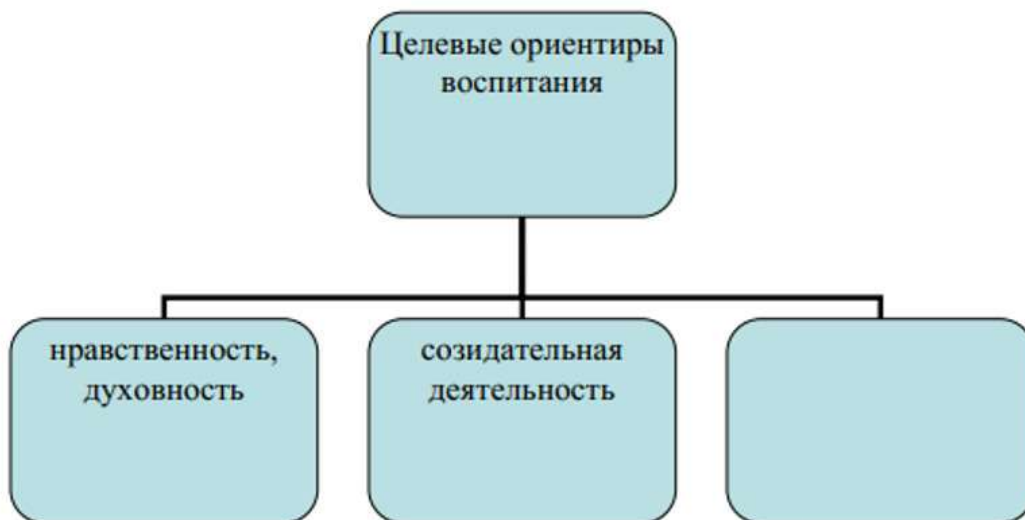 Целевые ориентиры
воспитания
нравственность,
духовность
созидательная
деятельность